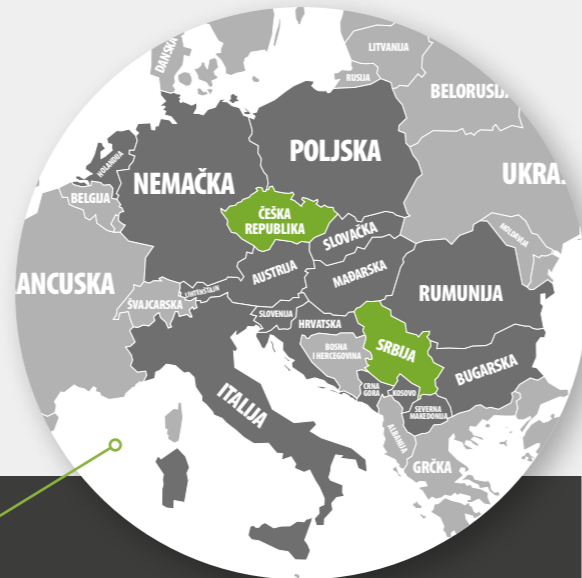 DANSKA
LITVANIJA
RUSIJA
BELORUSIJ
HOLANDIJA
POLJSKA
NEMAČKA
UKRA
BELGIJA
ČEŠKA
REPUBLIKA
SLOVAČKA
MOLDAVIJA
AUSTRIJA
MAĐARSKA
ANCUSKA
LIHTENŠTAJN
RUMUNIJA
ŠVAJCARSKA
SLOVENIJA
HRVATSKA
BOSNA
I HERCEGOVINA
SRBIJA
BUGARSKA
CRNA
GORA
KOSOVO
ITALIJA
SEVERNA
MAKEDONIJA
ALBANIJA
GRČKA